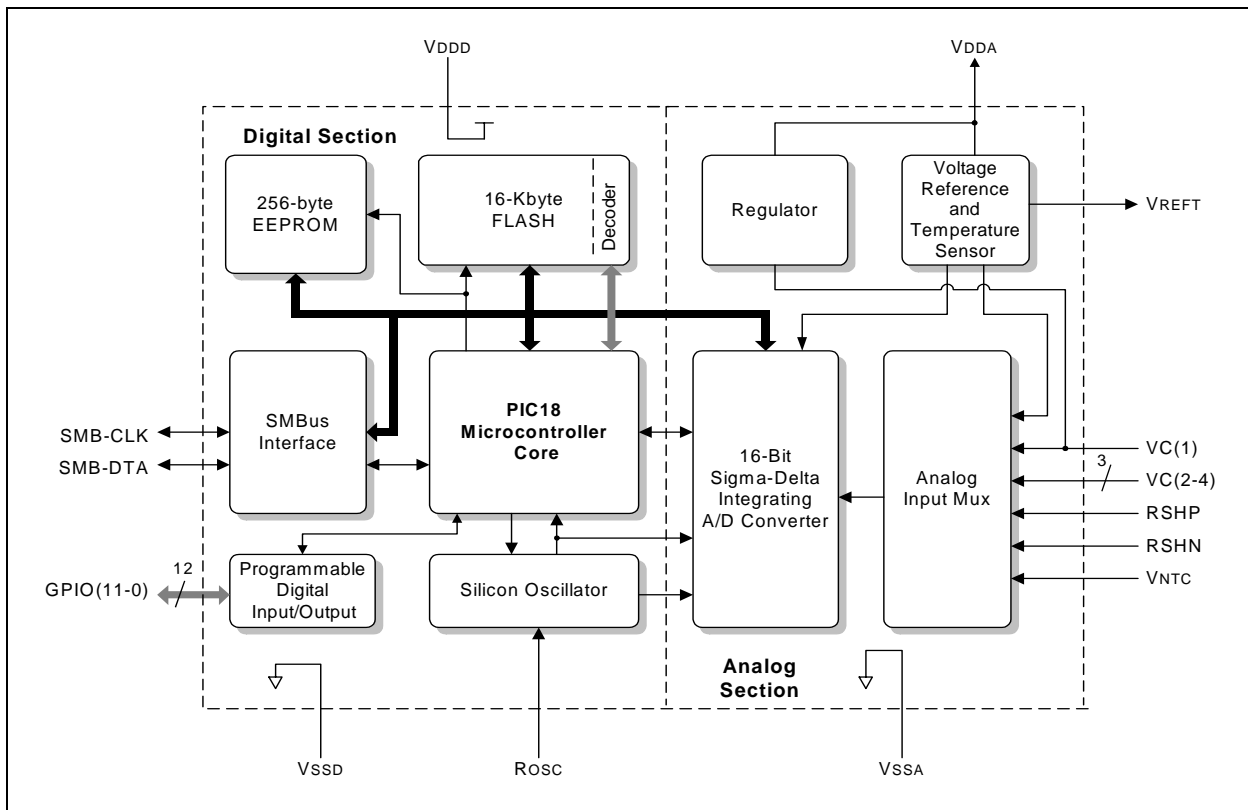 VDDD
VDDA
Digital Section
256-byte
EEPROM
16-Kbyte
FLASH
Decoder
Regulator
Voltage
Reference
and
Temperature
Sensor
VREFT
SMBus
Interface
PIC18
Microcontroller
Core
16-Bit
Sigma-Delta
Integrating
A/D Converter
Analog
Input Mux
SMB-CLK
SMB-DTA
VC(1)
3
VC(2-4)
RSHP
RSHN
VNTC
12
GPIO(11-0)
Programmable
Digital
Input/Output
Silicon Oscillator
Analog
Section
VSSD
ROSC
VSSA